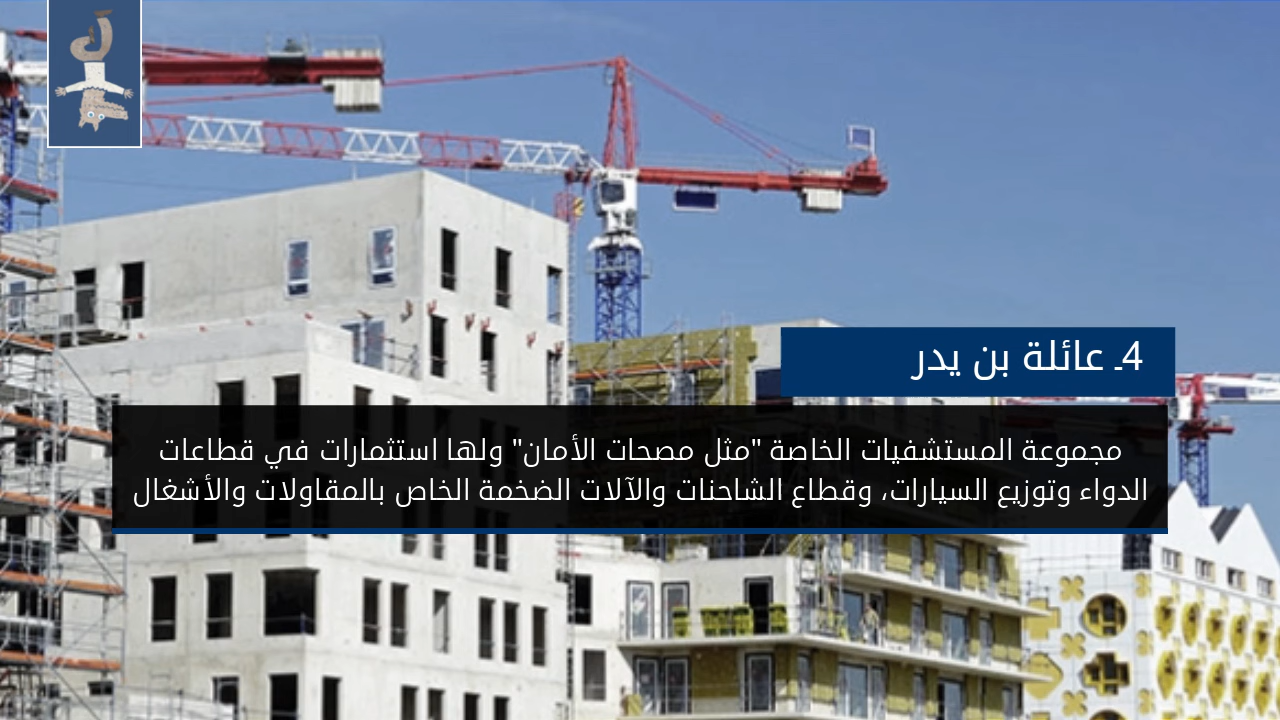 4ـ عائلة بن يدر
مجموعة المستشفيات الخاصة "مثل مصحات الأمان" ولها استثمارات في قطاعات
الدواء وتوزيع السيارات، وقطاع الشاحنات والآلات الضخمة الخاص بالمقاولات والأشغال